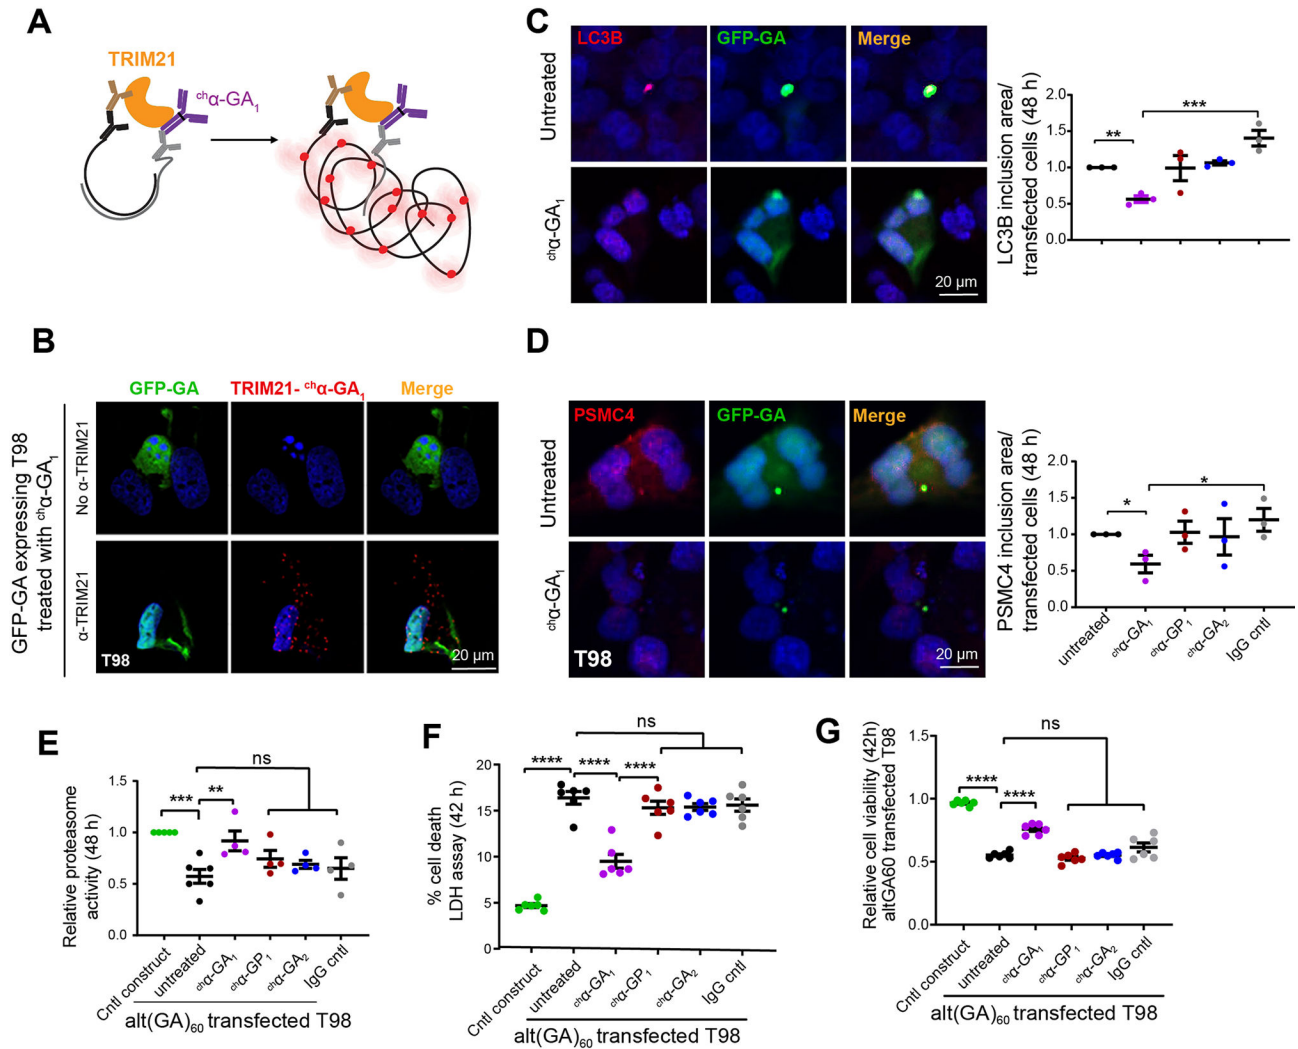 A
TRIM21
chα-GA1
B
GFP-GA
TRIM21- chα-GA1
Merge
GFP-GA expressing T98
treated with chα-GA1
No α-TRIM21
α-TRIM21
T98
20 µm
C
LC3B
GFP-GA
Merge
Untreated
chα-GA1
20 µm
LC3B inclusion area/
transfected cells (48 h)
2.0
1.5
1.0
0.5
0.0
**
***
D
PSMC4
GFP-GA
Merge
Untreated
chα-GA1
T98
20 µm
PSMC4 inclusion area/
transfected cells (48 h)
2.0
1.5
1.0
0.5
0.0
*
*
untreated
chα-GA1
chα-GP1
chα-GA2
IgG cntl
E
Relative proteasome
activity (48 h)
1.5
1.0
0.5
0.0
***
**
ns
Cntl construct
untreated
chα-GA1
chα-GP1
chα-GA2
IgG cntl
alt(GA)60 transfected T98
F
% cell death
LDH assay (42 h)
20
15
10
5
0
****
****
****
ns
Cntl construct
untreated
chα-GA1
chα-GP1
chα-GA2
IgG cntl
alt(GA)60 transfected T98
G
Relative cell viability (42h)
altGA60 transfected T98
1.5
1.0
0.5
0.0
****
****
ns
Cntl construct
untreated
chα-GA1
chα-GP1
chα-GA2
IgG cntl
alt(GA)60 transfected T98